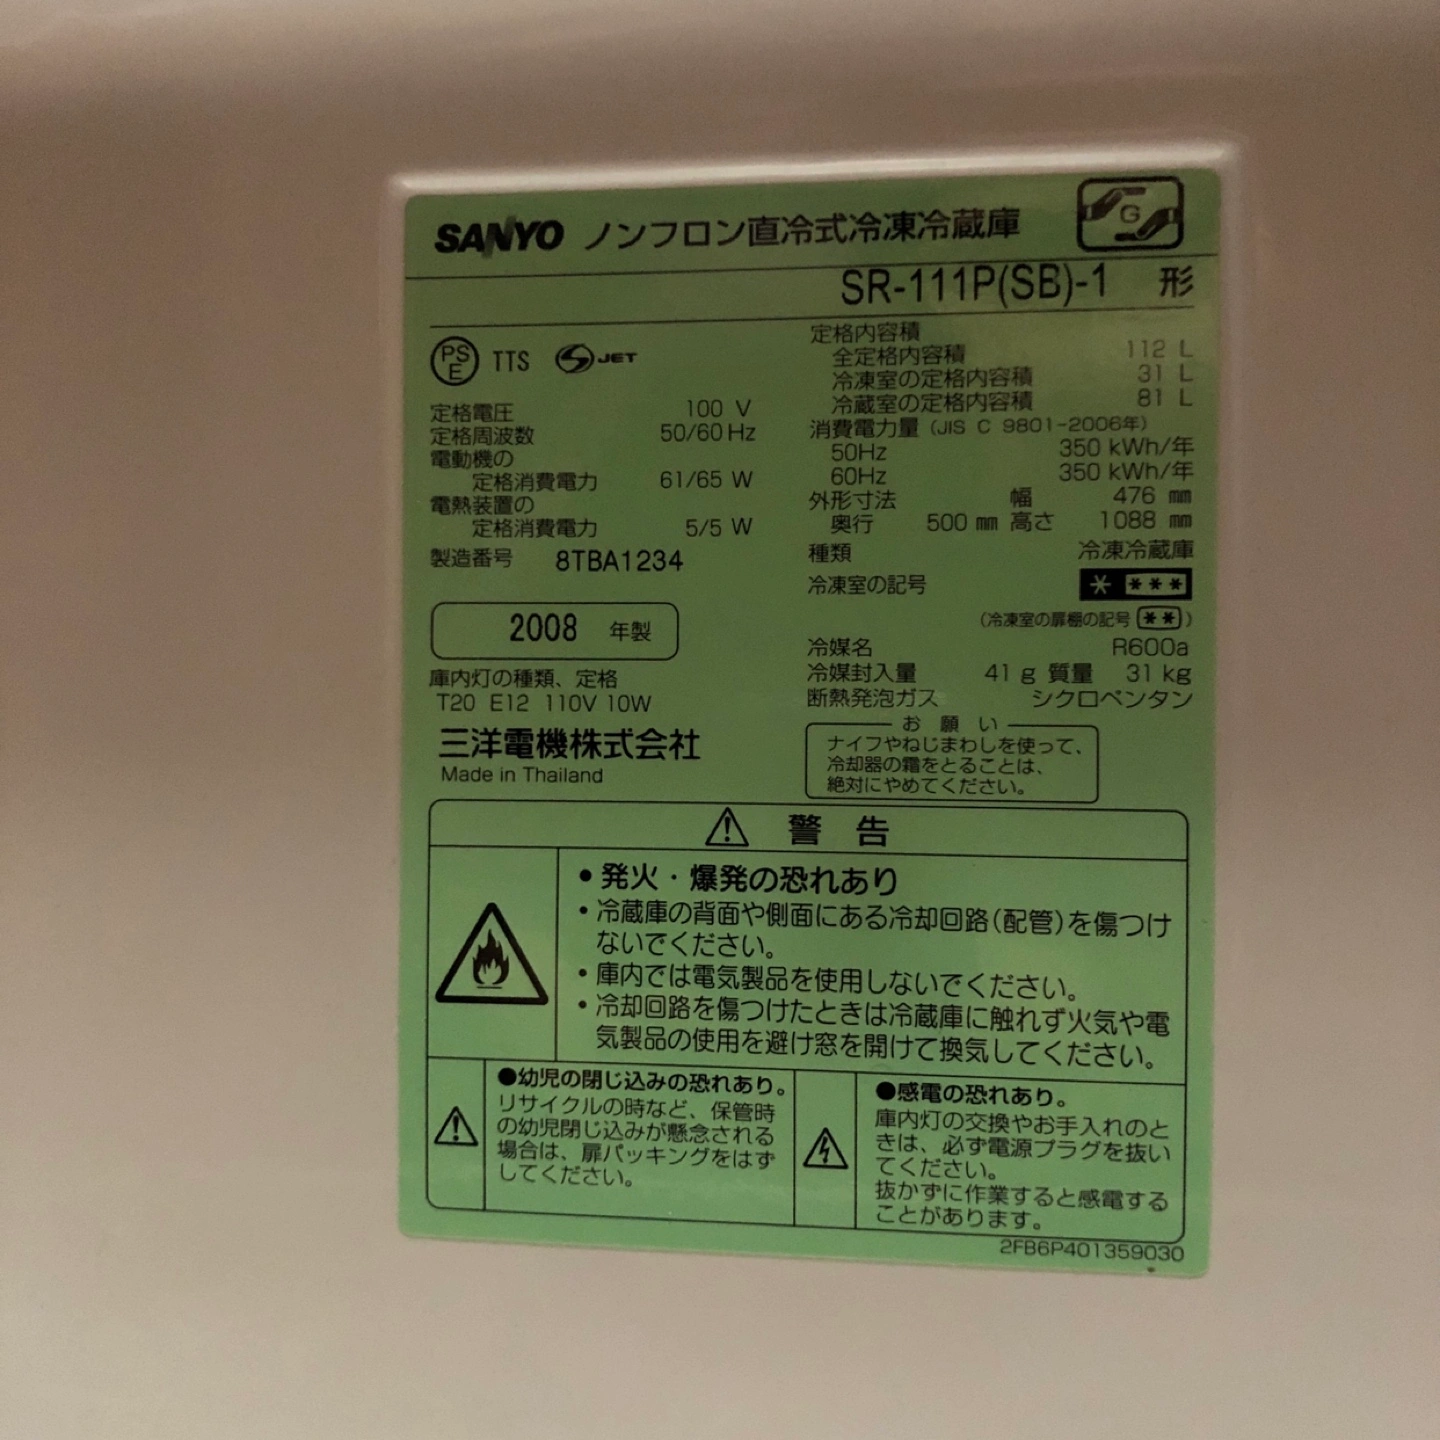 SANYO ノンフロン直冷式冷凍冷蔵庫 G
SR-111P(SB)-1 形
PS E TTS S JET
定格電圧 100 V
定格周波数 50/60 Hz
電動機の
定格消費電力 61/65 W
電熱装置の
定格消費電力 5/5 W
製造番号 8TBA1234
2008 年製
庫内灯の種類、定格
T20 E12 110V 10W
三洋電機株式会社
Made in Thailand
定格内容積
全定格内容積 112 L
冷凍室の定格内容積 31 L
冷蔵室の定格内容積 81 L
消費電力量 (JIS C 9801-2006年)
50Hz 350 kWh/年
60Hz 350 kWh/年
外形寸法 幅 476 mm
奥行 500 mm 高さ 1088 mm
種類 冷凍冷蔵庫
冷凍室の記号 * ***
(冷凍室の扉棚の記号 ** )
冷媒名 R600a
冷媒封入量 41 g 質量 31 kg
断熱発泡ガス シクロペンタン
お願い
ナイフやねじまわしを使って、
冷却器の霜をとることは、
絶対にやめてください。
警告
・発火・爆発の恐れあり
・冷蔵庫の背面や側面にある冷却回路(配管)を傷つけ
ないでください。
・庫内では電気製品を使用しないでください。
・冷却回路を傷つけたときは冷蔵庫に触れず火気や電
気製品の使用を避け窓を開けて換気してください。
●幼児の閉じ込みの恐れあり。
リサイクルの時など、保管時
の幼児閉じ込みが懸念される
場合は、扉パッキングをはず
してください。
●感電の恐れあり。
庫内灯の交換やお手入れのと
きは、必ず電源プラグを抜い
てください。
抜かずに作業すると感電する
ことがあります。
2FB6P401359030